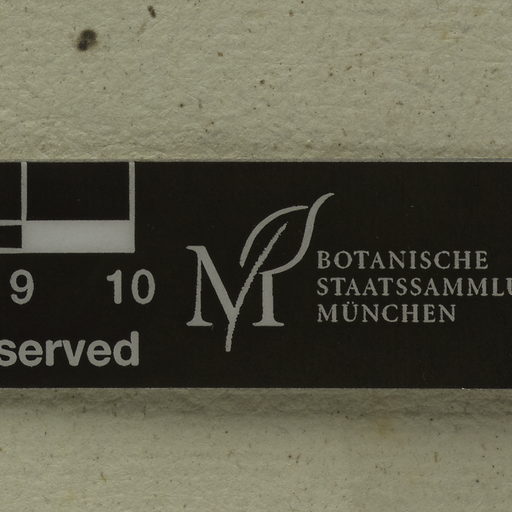 9 10
served
BOTANISCHE
STAATSSAMMLU
MÜNCHEN